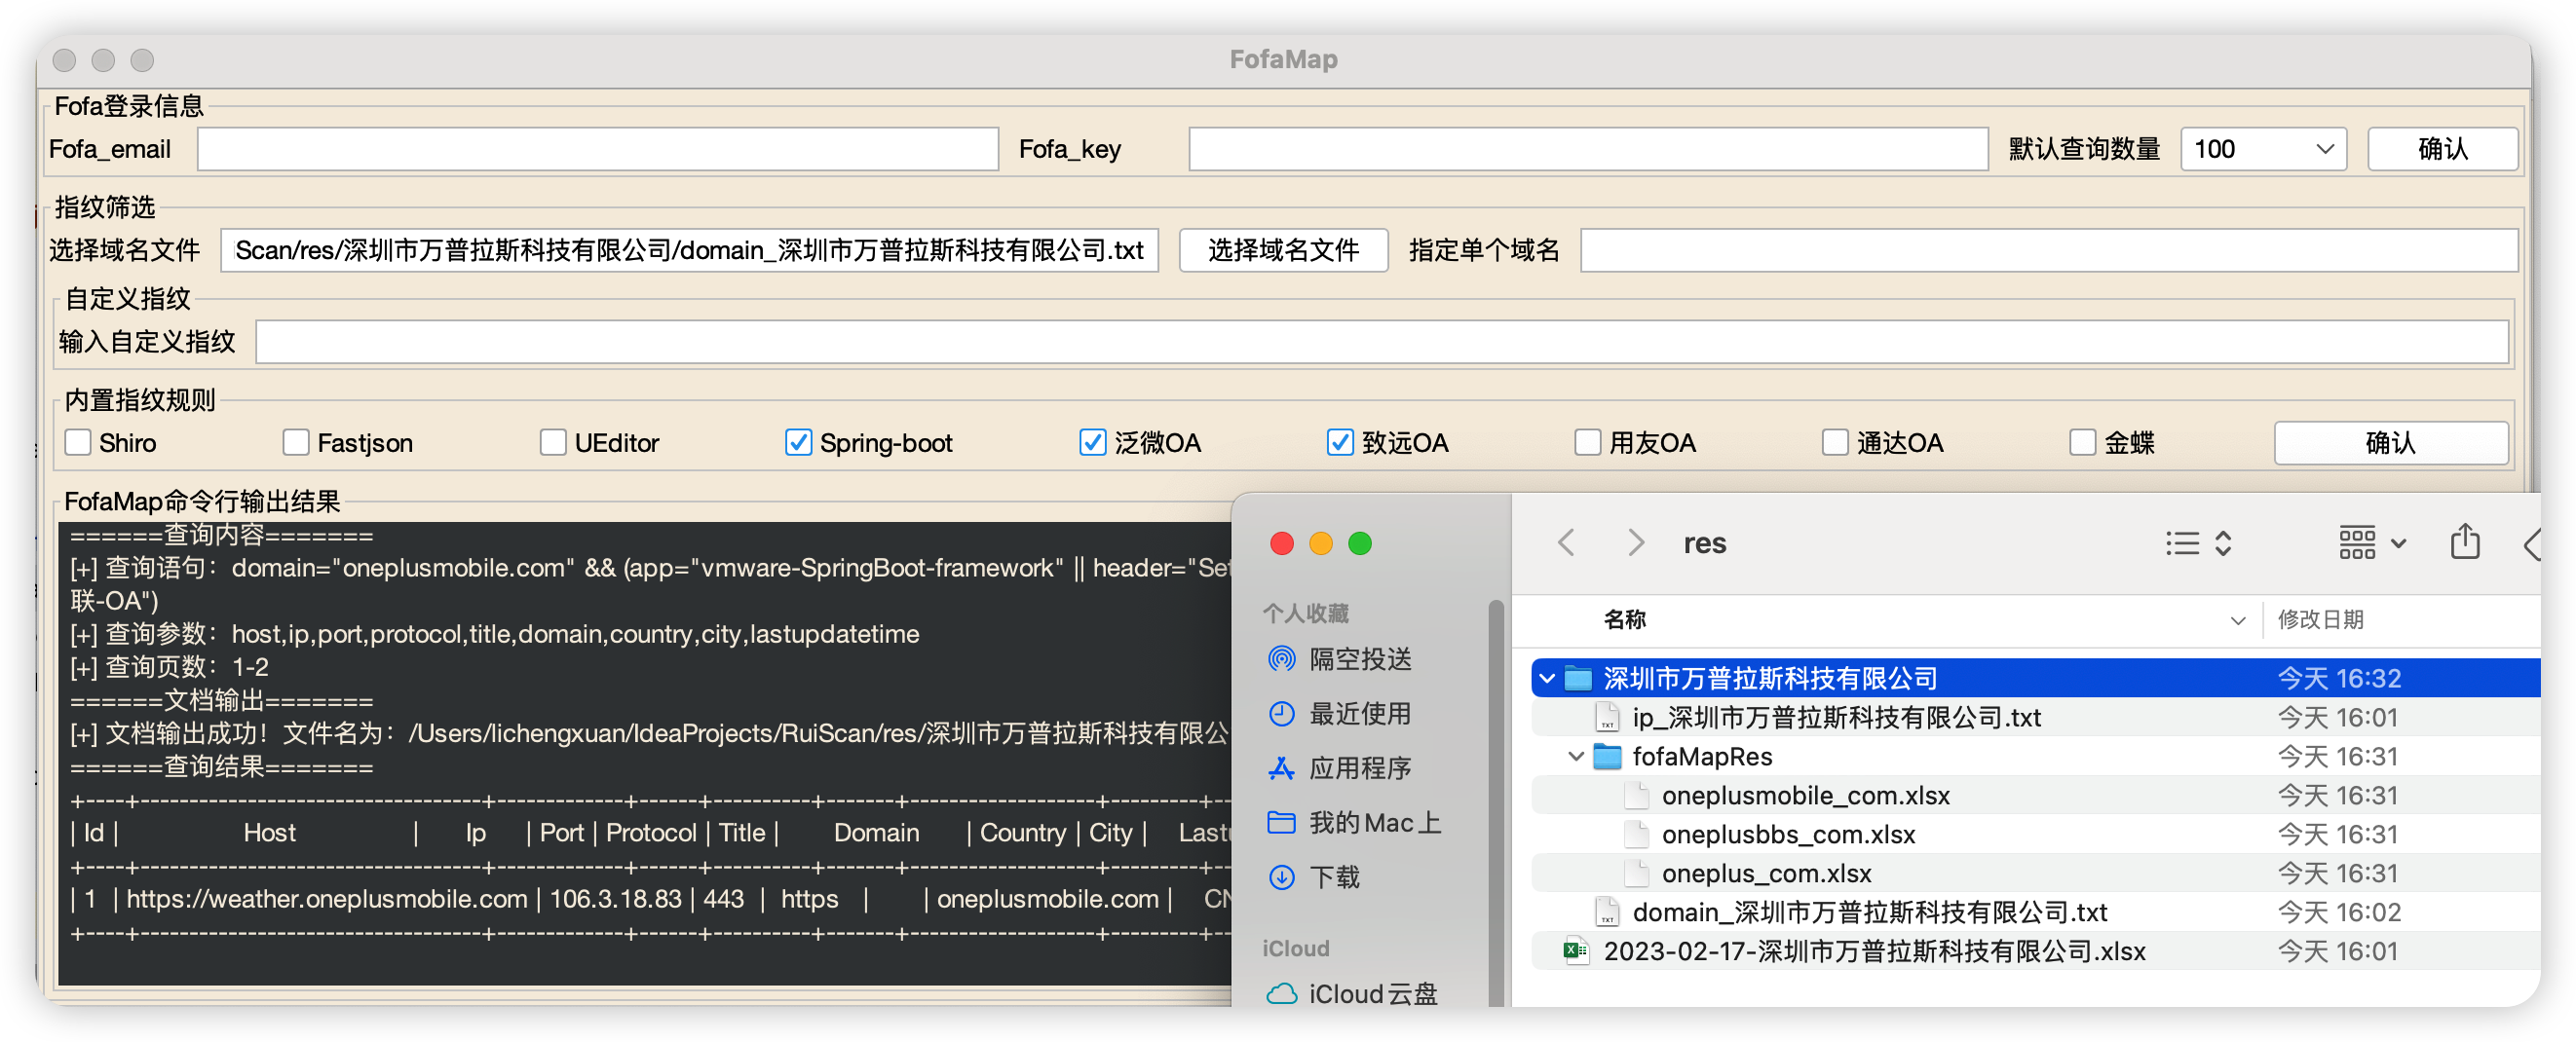 FofaMap
Fofa登录信息
Fofa_email
Fofa_key
默认查询数量
100
确认
指纹筛选
选择域名文件
Scan/res/深圳市万普拉斯科技有限公司/domain_深圳市万普拉斯科技有限公司.txt
选择域名文件
指定单个域名
自定义指纹
输入自定义指纹
内置指纹规则
Shiro
Fastjson
UEditor
Spring-boot
泛微OA
致远OA
用友OA
通达OA
金蝶
确认
FofaMap命令行输出结果
======查询内容=======
[+] 查询语句：domain="oneplusmobile.com" && (app="vmware-SpringBoot-framework" || header="Set
联-OA")
[+] 查询参数：host,ip,port,protocol,title,domain,country,city,lastupdatetime
[+] 查询页数：1-2
======文档输出=======
[+] 文档输出成功！文件名为：/Users/lichengxuan/IdeaProjects/RuiScan/res/深圳市万普拉斯科技有限公
======查询结果=======
| Id | Host | Ip | Port | Protocol | Title | Domain | Country | City | Lastu
| 1 | https://weather.oneplusmobile.com | 106.3.18.83 | 443 | https | | oneplusmobile.com | CN
res
个人收藏
隔空投送
最近使用
应用程序
我的Mac上
下载
iCloud
iCloud云盘
名称
修改日期
深圳市万普拉斯科技有限公司
今天 16:32
ip_深圳市万普拉斯科技有限公司.txt
今天 16:01
fofaMapRes
今天 16:31
oneplusmobile_com.xlsx
今天 16:31
oneplusbbs_com.xlsx
今天 16:31
oneplus_com.xlsx
今天 16:31
domain_深圳市万普拉斯科技有限公司.txt
今天 16:02
2023-02-17-深圳市万普拉斯科技有限公司.xlsx
今天 16:01